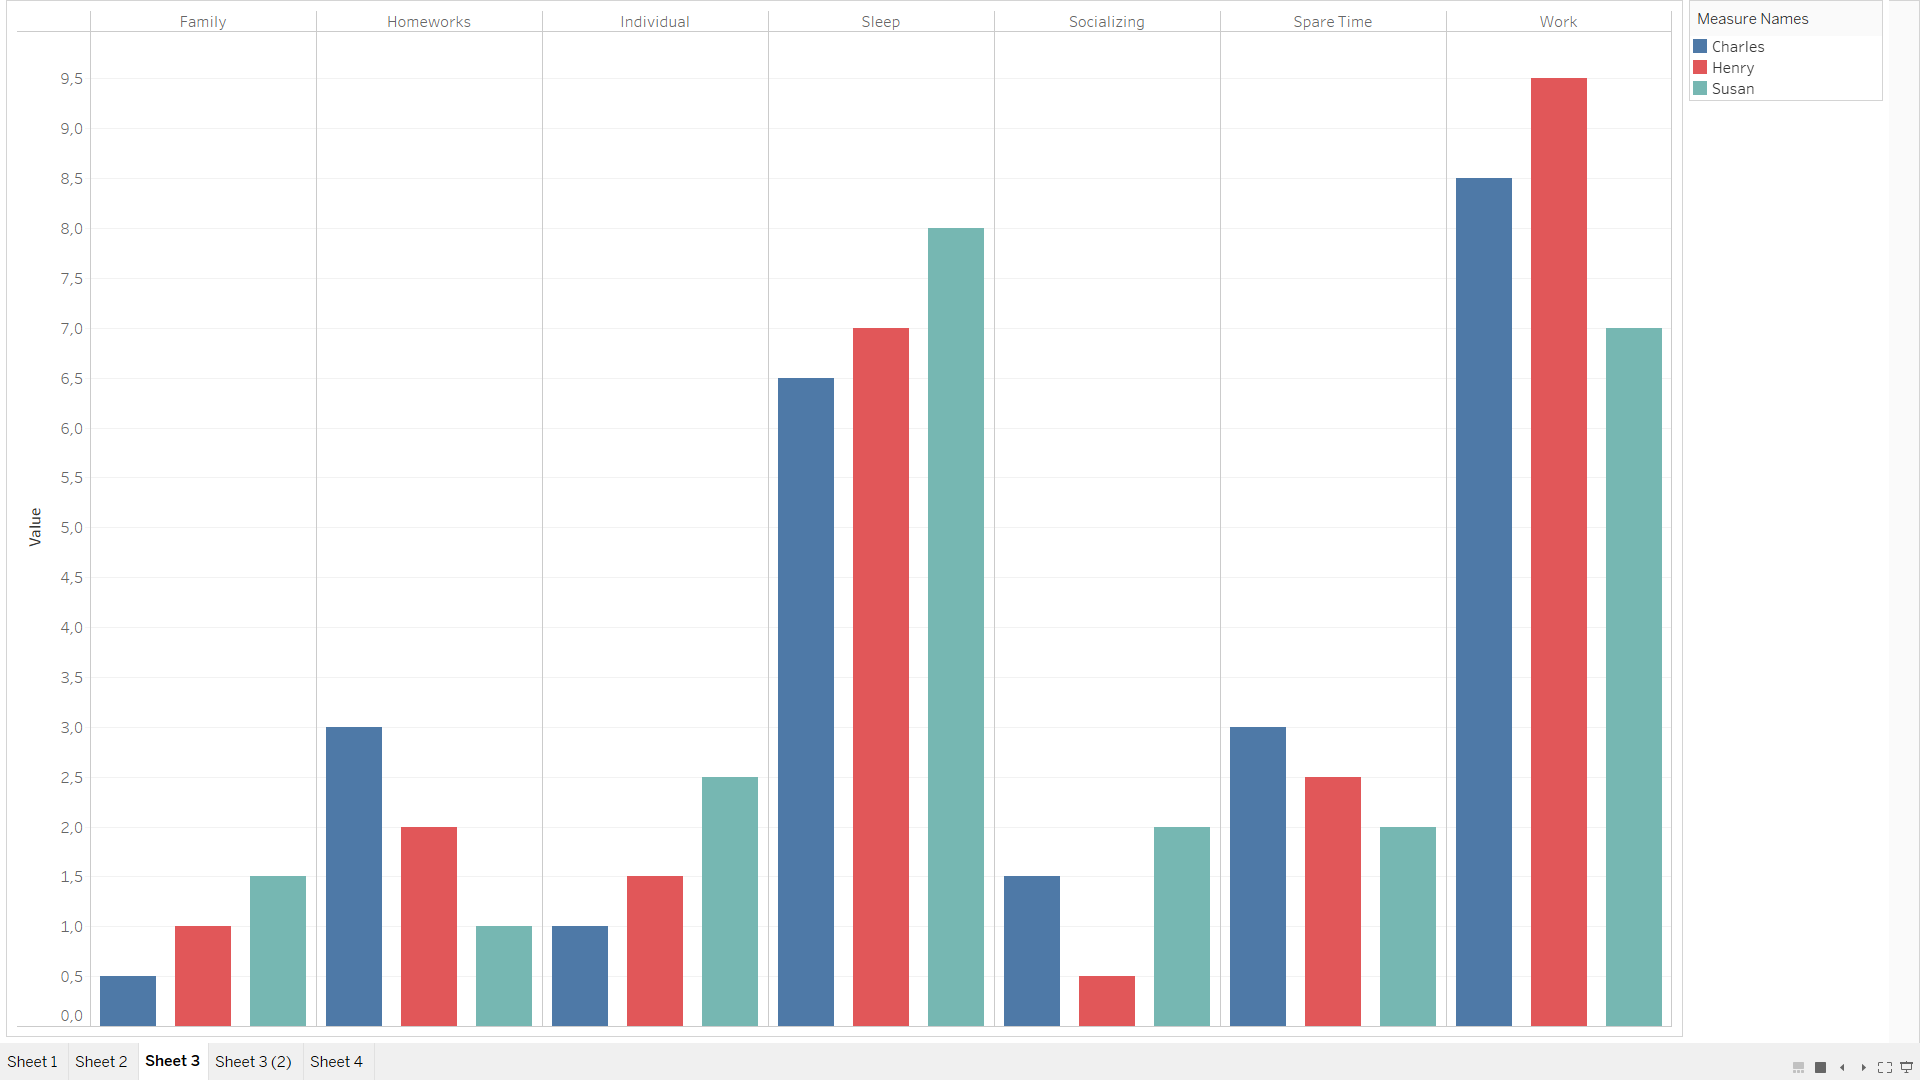 Family Homeworks Individual Sleep Socializing Spare Time Work
9,5
9,0
8,5
8,0
7,5
7,0
6,5
6,0
5,5
5,0
4,5
4,0
3,5
3,0
2,5
2,0
1,5
1,0
0,5
0,0
Value
Measure Names
Charles
Henry
Susan
Sheet 1 Sheet 2 Sheet 3 Sheet 3 (2) Sheet 4